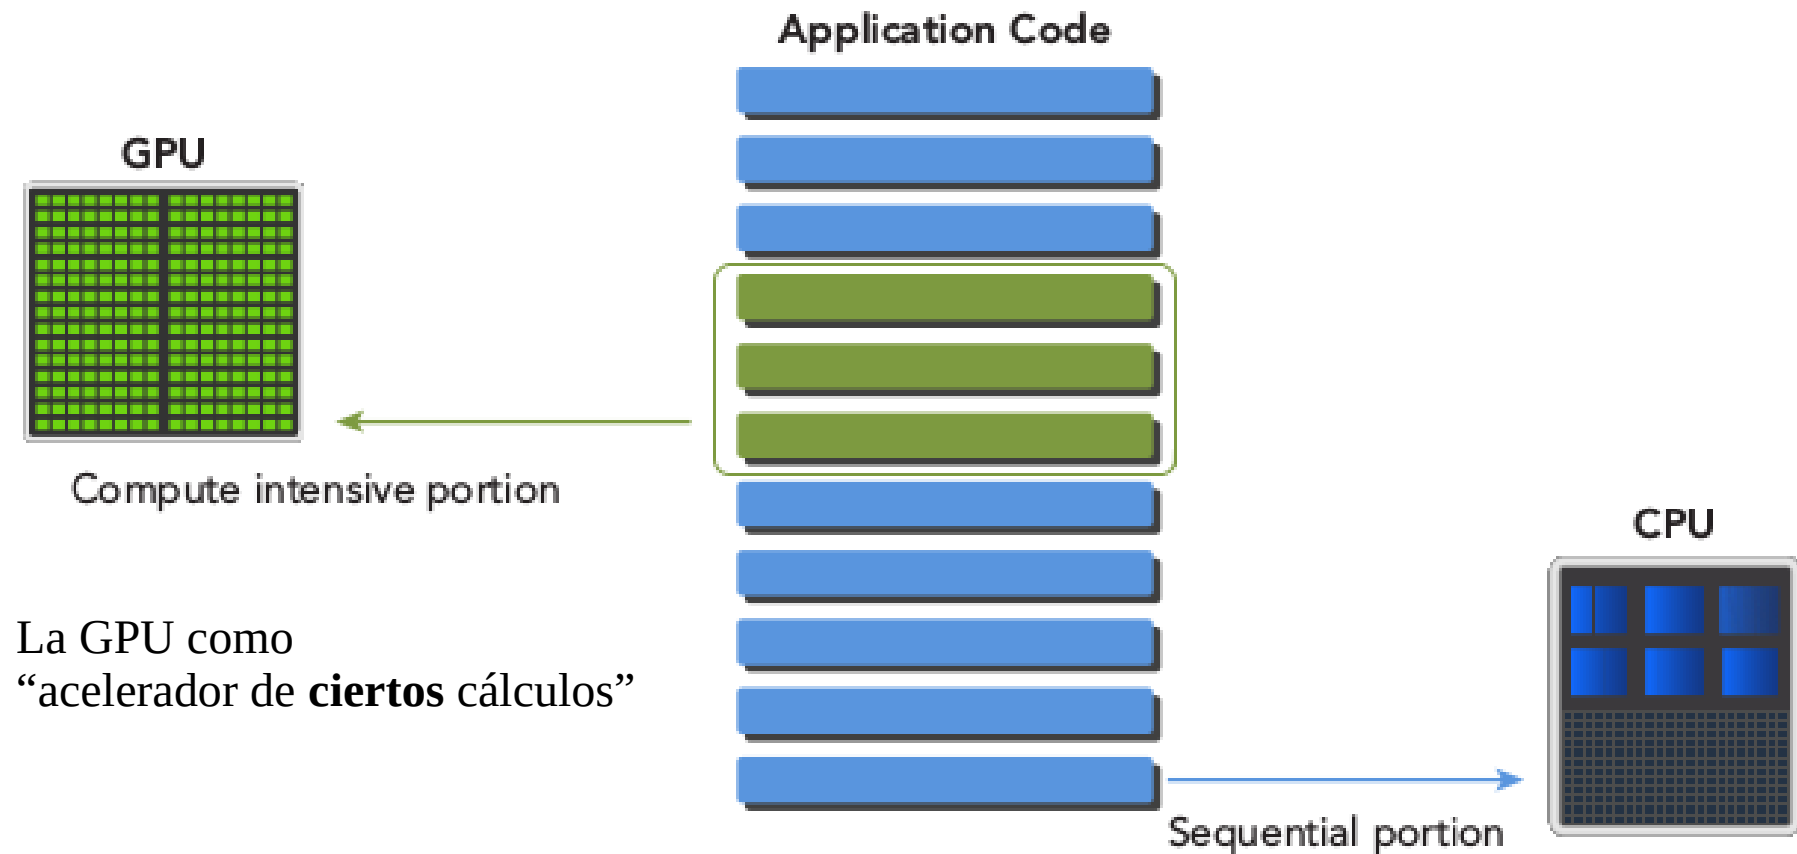 Application Code
GPU
Compute intensive portion
CPU
La GPU como
“acelerador de ciertos cálculos”
Sequential portion